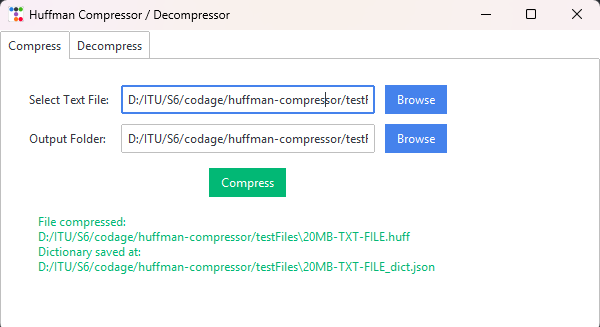 Huffman Compressor / Decompressor
Compress Decompress
Select Text File: D:/ITU/S6/codage/huffman-compressor/testF Browse
Output Folder: D:/ITU/S6/codage/huffman-compressor/testF Browse
Compress
File compressed:
D:/ITU/S6/codage/huffman-compressor/testFiles\20MB-TXT-FILE.huff
Dictionary saved at:
D:/ITU/S6/codage/huffman-compressor/testFiles\20MB-TXT-FILE_dict.json